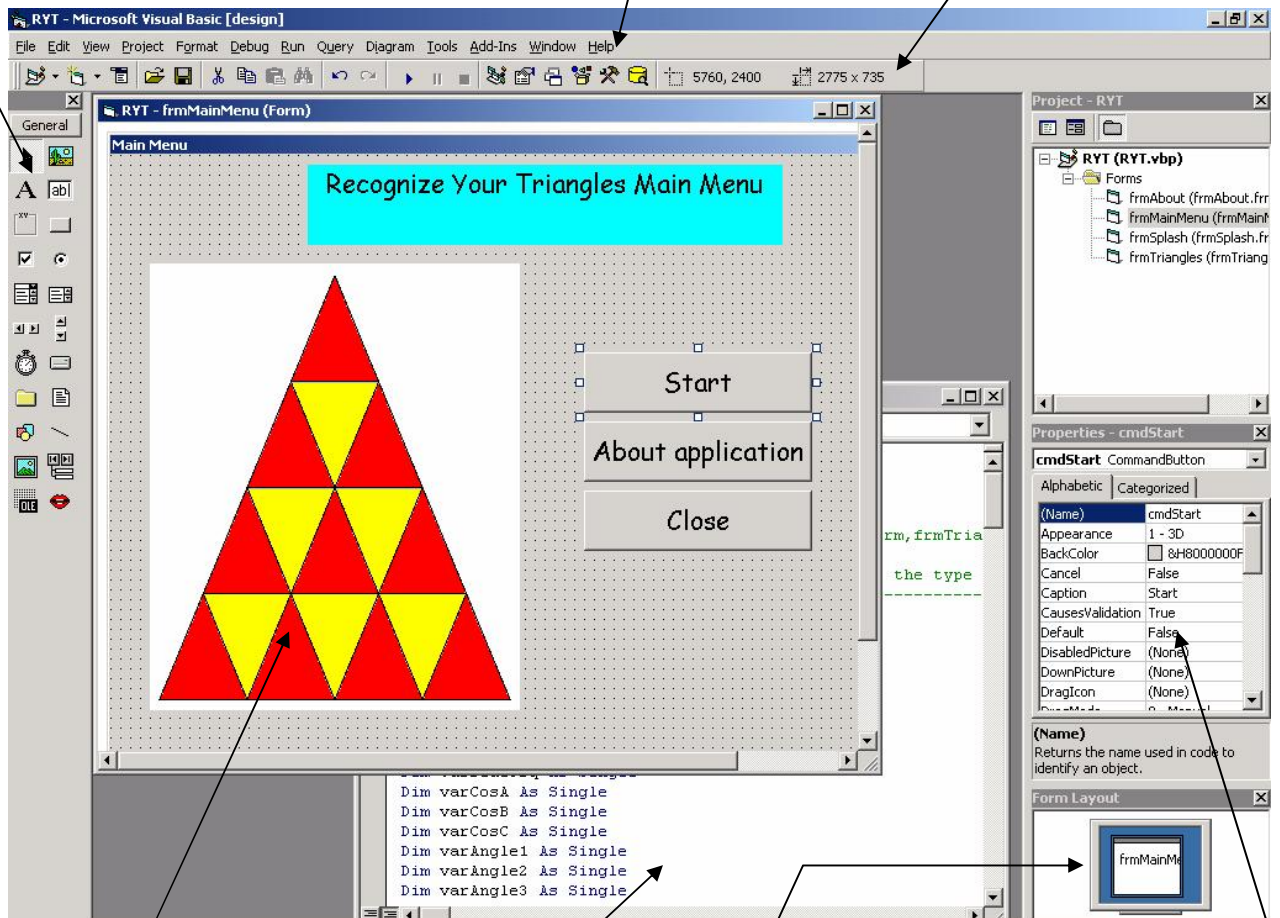 RYT - Microsoft Visual Basic [design]
File Edit View Project Format Debug Run Query Diagram Tools Add-Ins Window Help
5760, 2400 2775 x 735
General
RYT - frmMainMenu (Form)
Main Menu
Recognize Your Triangles Main Menu
Start
About application
Close
A
ab
XV
OLE
rm,frmTria
the type
----------
Dim varCosA As Single
Dim varCosB As Single
Dim varCosC As Single
Dim varAngle1 As Single
Dim varAngle2 As Single
Dim varAngle3 As Single
Project - RYT
RYT (RYT.vbp)
Forms
frmAbout (frmAbout.frr
frmMainMenu (frmMain
frmSplash (frmSplash.fr
frmTriangles (frmTriang
Properties - cmdStart
cmdStart CommandButton
Alphabetic Categorized
(Name) cmdStart
Appearance 1 - 3D
BackColor &H8000000F
Cancel False
Caption Start
CausesValidation True
Default False
DisabledPicture (None)
DownPicture (None)
DragIcon (None)
(Name)
Returns the name used in code to
identify an object.
Form Layout
frmMainMe